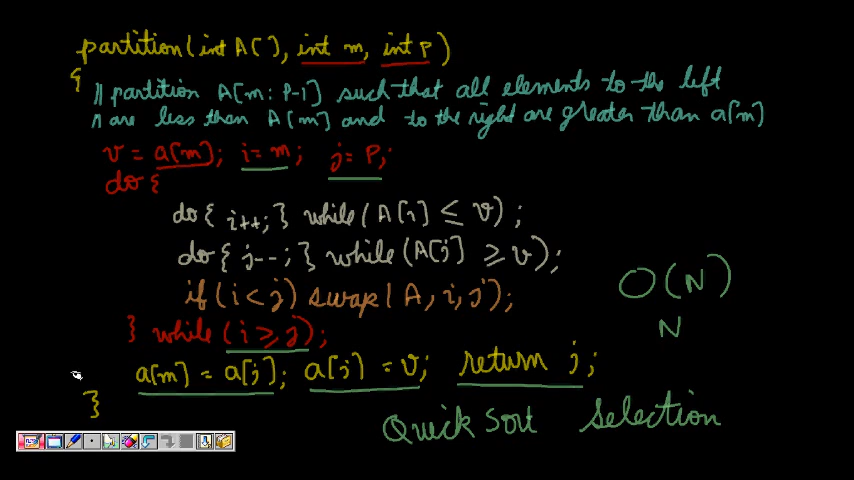 partition(int A[], int m, int p)
{
// partition A[m: P-1] such that all elements to the left
// are less than A[m] and to the right are greater than a[m]
v = a[m]; i = m; j = P;
do {
do { i++; } while (A[i] ≤ v);
do { j--; } while (A[j] ≥ v);
if (i < j) swap(A, i, j);
} while (i ≥ j);
O(N)
N
a[m] = a[j]; a[j] = v; return j;
}
Quick Sort Selection